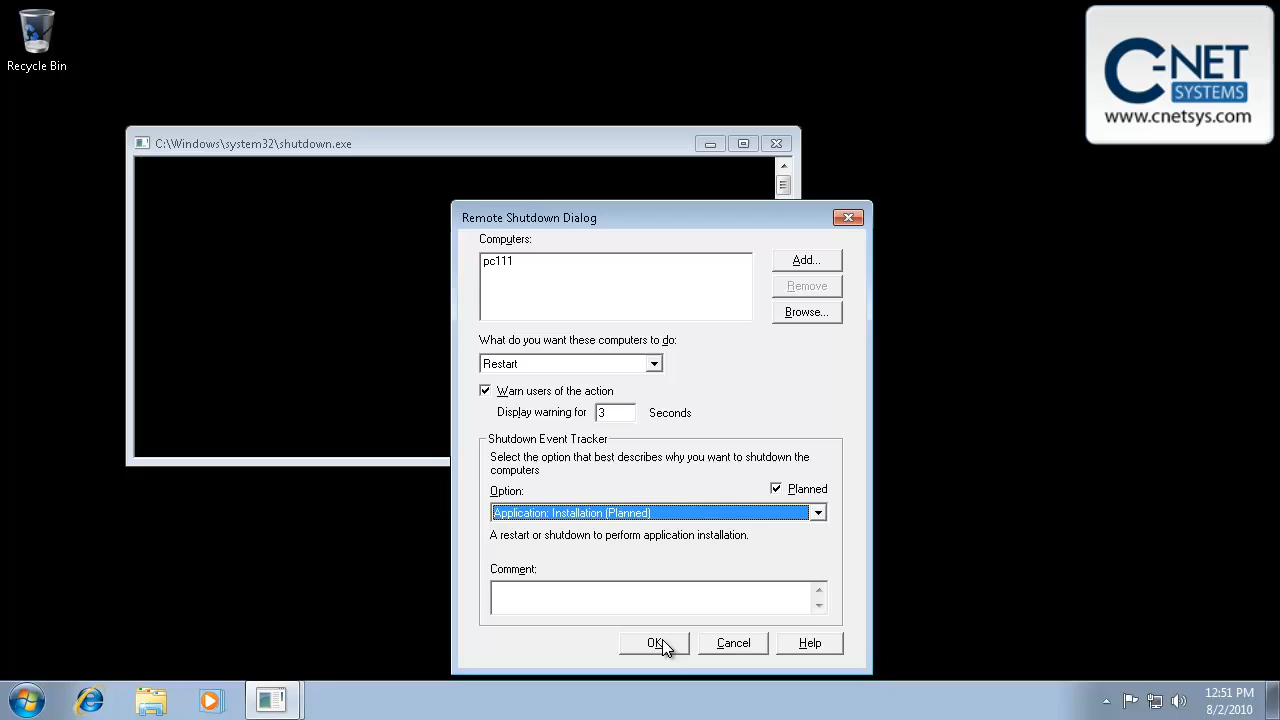 Recycle Bin
C-NET
SYSTEMS
www.cnetsys.com
C:\Windows\system32\shutdown.exe
Remote Shutdown Dialog
Computers:
pc111
Add...
Remove
Browse...
What do you want these computers to do:
Restart
Warn users of the action
Display warning for 3 Seconds
Shutdown Event Tracker
Select the option that best describes why you want to shutdown the
computers
Option:
Planned
Application: Installation (Planned)
A restart or shutdown to perform application installation.
Comment:
OK Cancel Help
12:51 PM
8/2/2010